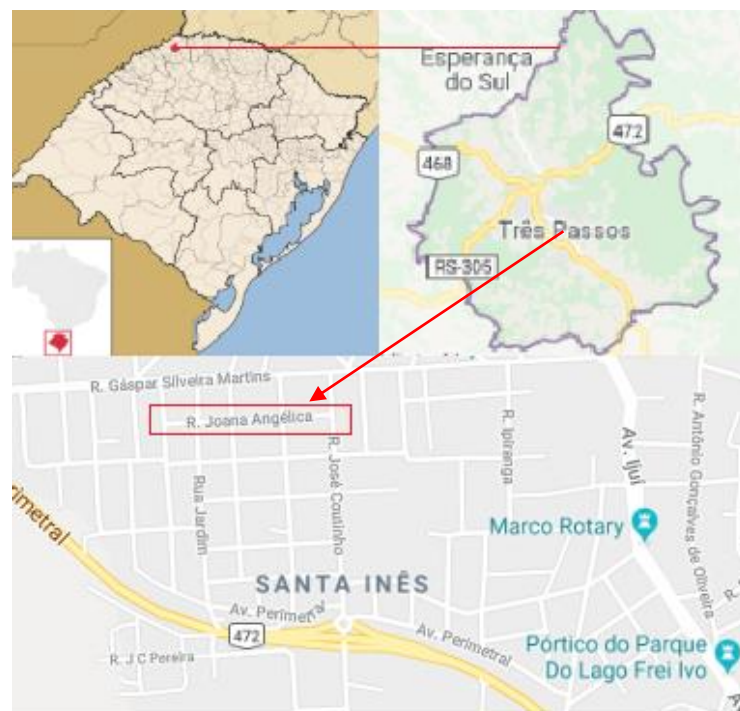 Esperança
do Sul
472
468
Três Passos
RS-305
R. Gaspar Silveira Martins
R. Joana Angélica
R. José Coutinho
Rua Jardim
R. Ipiranga
Av. Ijuí
R. Antônio Gonçalves de Oliveira
Marco Rotary
SANTA INÊS
Av. Perimetral
472
Av. Perimetral
R. J C Pereira
Pórtico do Parque
Do Lago Frei Ivo